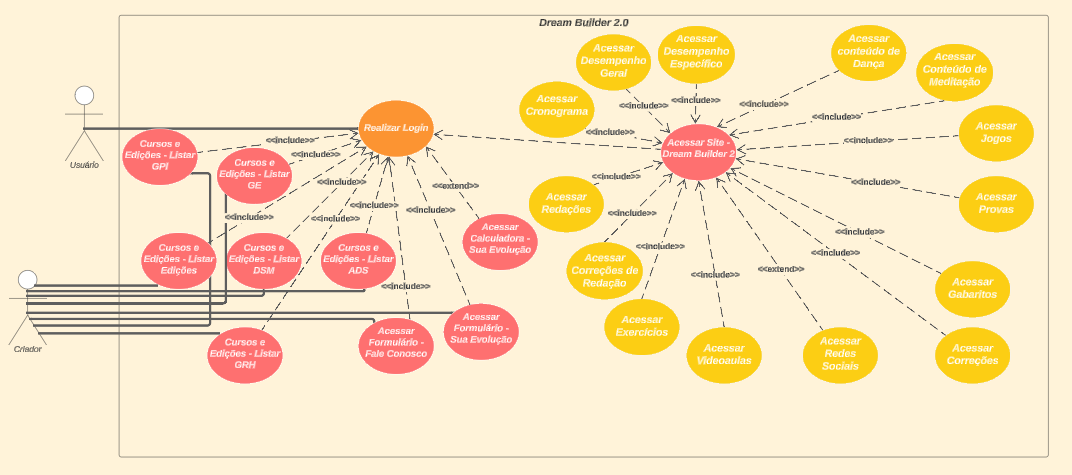 Dream Builder 2.0
Usuário
Criador
Realizar Login
Cursos e
Edições - Listar
GPI
Cursos e
Edições - Listar
GE
Cursos e
Edições - Listar
Edições
Cursos e
Edições - Listar
DSM
Cursos e
Edições - Listar
ADS
Cursos e
Edições - Listar
GRH
Acessar
Formulário -
Fale Conosco
Acessar
Formulário -
Sua Evolução
Acessar
Calculadora -
Sua Evolução
<<include>>
<<include>>
<<include>>
<<include>>
<<include>>
<<include>>
<<include>>
<<include>>
<<extend>>
Acessar Site -
Dream Builder 2
Acessar
Cronograma
Acessar
Desempenho
Geral
Acessar
Desempenho
Específico
Acessar
conteúdo de
Dança
Acessar
Conteúdo de
Meditação
Acessar
Jogos
Acessar
Provas
Acessar
Gabaritos
Acessar
Correções
Acessar
Redes
Sociais
Acessar
Videoaulas
Acessar
Exercícios
Acessar
Correções de
Redação
Acessar
Redações
<<include>>
<<include>>
<<include>>
<<include>>
<<include>>
<<include>>
<<include>>
<<include>>
<<include>>
<<extend>>
<<include>>
<<include>>
<<include>>
<<include>>